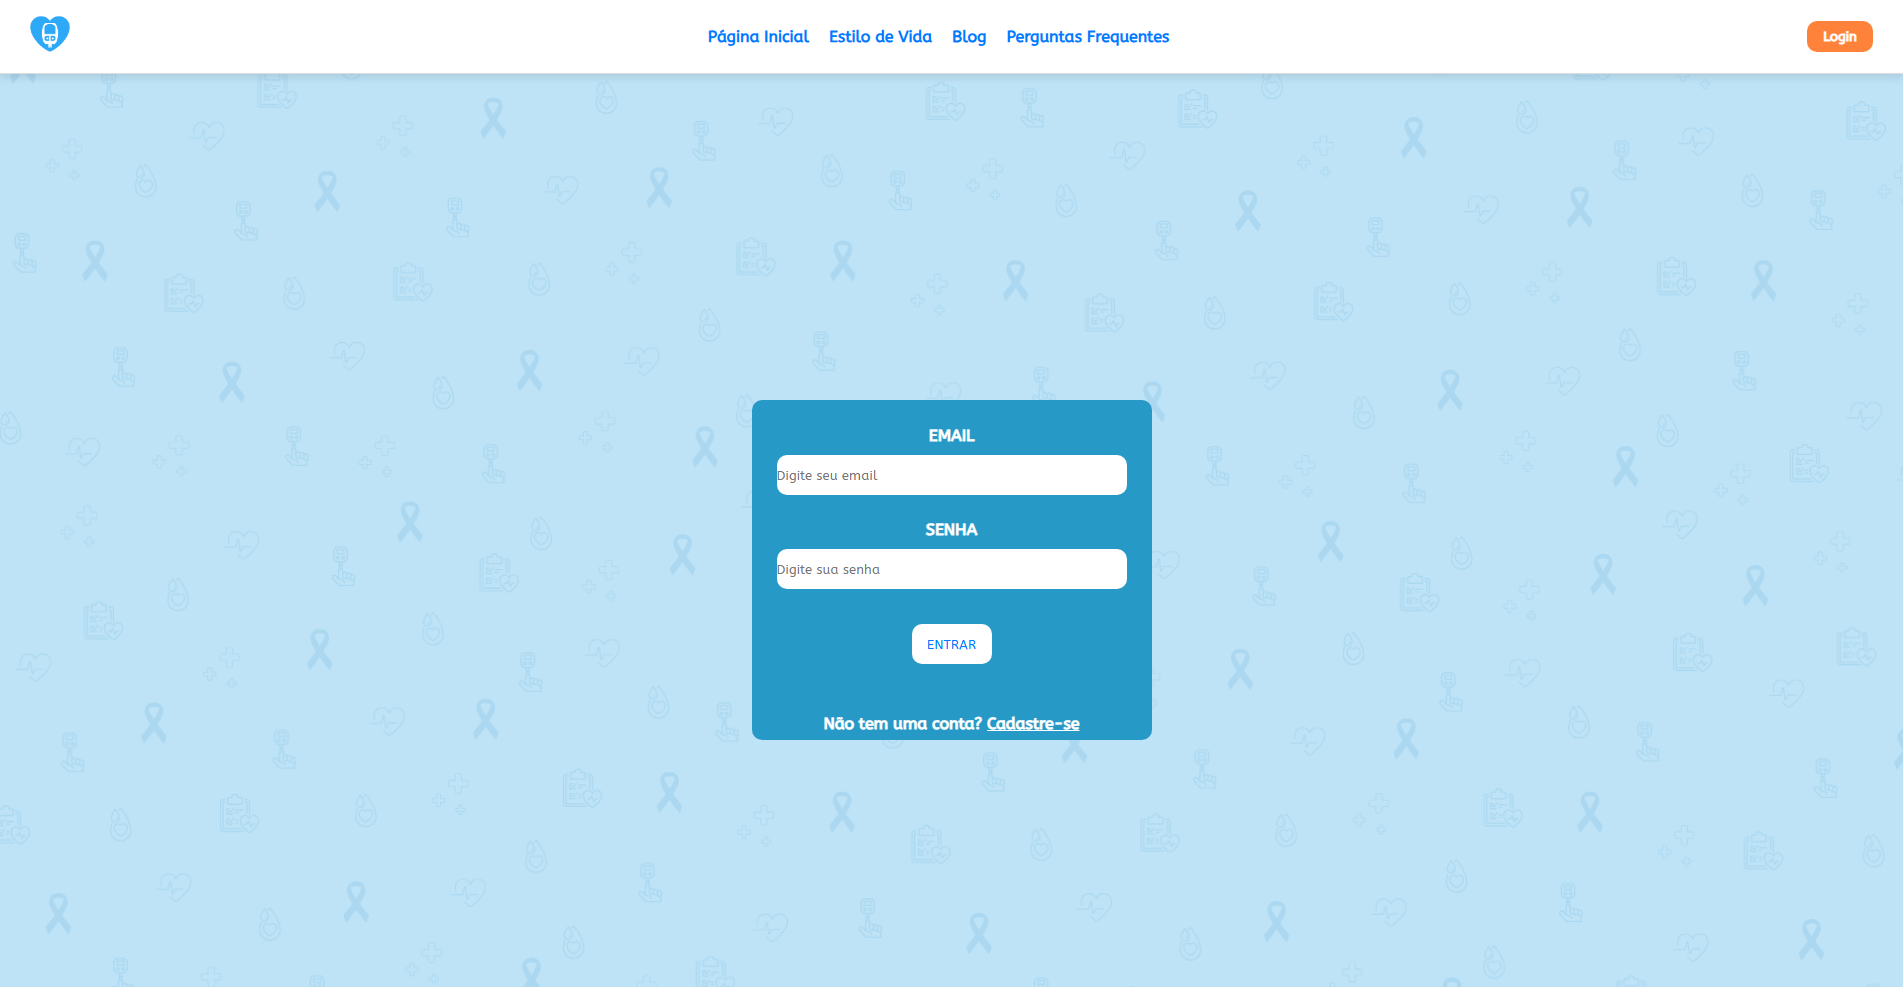 Página Inicial Estilo de Vida Blog Perguntas Frequentes Login
EMAIL
Digite seu email
SENHA
Digite sua senha
ENTRAR
Não tem uma conta? Cadastre-se